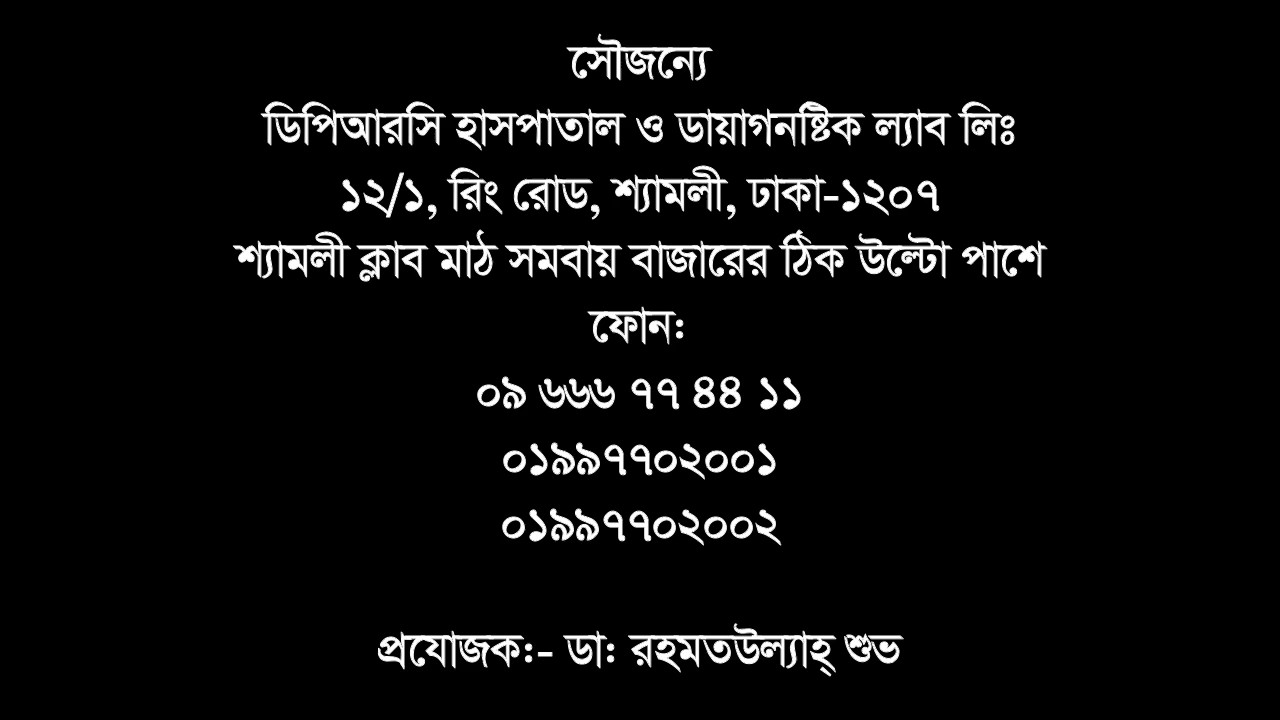 সৌজন্যে
ডিপিআরসি হাসপাতাল ও ডায়াগনষ্টিক ল্যাব লিঃ
১২/১, রিং রোড, শ্যামলী, ঢাকা-১২০৭
শ্যামলী ক্লাব মাঠ সমবায় বাজারের ঠিক উল্টো পাশে
ফোন:
০৯ ৬৬৬ ৭৭ ৪৪ ১১
০১৯৯৭৭০২০০১
০১৯৯৭৭০২০০২
প্রযোজক:- ডা: রহমতউল্যাহ্ শুভ